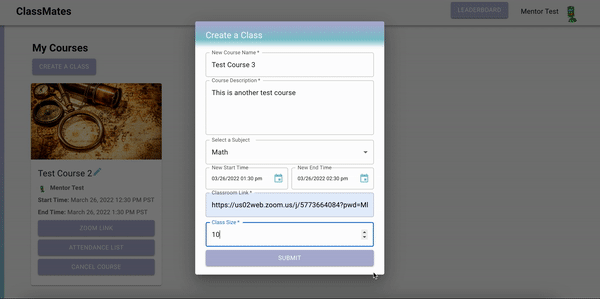 ClassMates
LEADERBOARD
Mentor Test
My Courses
CREATE A CLASS
Test Course 2
Mentor Test
Start Time: March 26, 2022 12:30 PM PST
End Time: March 26, 2022 1:30 PM PST
ZOOM LINK
ATTENDANCE LIST
CANCEL COURSE
Create a Class
New Course Name *
Test Course 3
Course Description *
This is another test course
Select a Subject
Math
New Start Time
03/26/2022 01:30 pm
New End Time
03/26/2022 02:30 pm
Classroom Link *
https://us02web.zoom.us/j/5773664084?pwd=Ml
Class Size *
10
SUBMIT